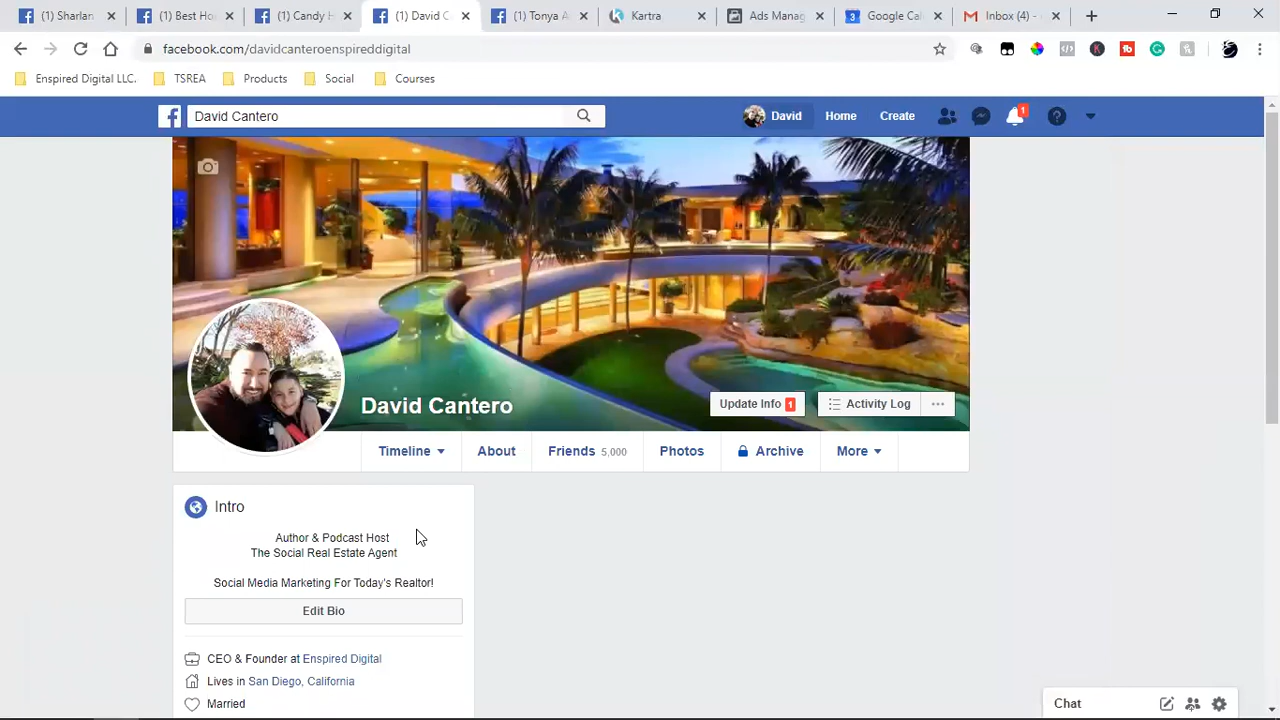 (1) Sharlan
(1) Best Ho
(1) Candy H
(1) David C
(1) Tonya A
Kartra
Ads Manag
3
Google Cal
Inbox (4) -
facebook.com/davidcanteroenspireddigital
Enspired Digital LLC.
TSREA
Products
Social
Courses
David Cantero
David
Home
Create
1
David Cantero
Update Info 1
Activity Log
Timeline
About
Friends 5,000
Photos
Archive
More
Intro
Author & Podcast Host
The Social Real Estate Agent
Social Media Marketing For Today's Realtor!
Edit Bio
CEO & Founder at Enspired Digital
Lives in San Diego, California
Married
Chat